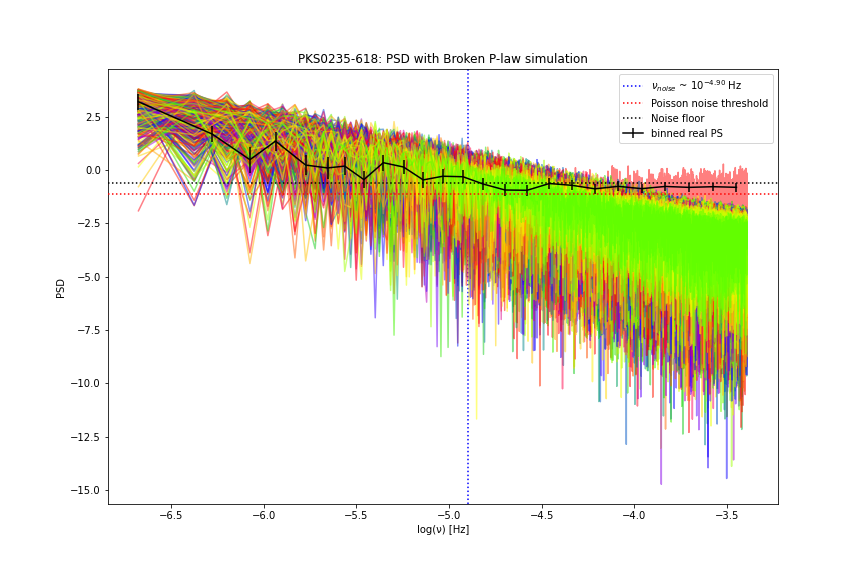 PKS0235-618: PSD with Broken P-law simulation
ν_noise ~ 10^−4.90 Hz
Poisson noise threshold
Noise floor
binned real PS
2.5
0.0
−2.5
−5.0
−7.5
−10.0
−12.5
−15.0
PSD
−6.5 −6.0 −5.5 −5.0 −4.5 −4.0 −3.5
log(ν) [Hz]